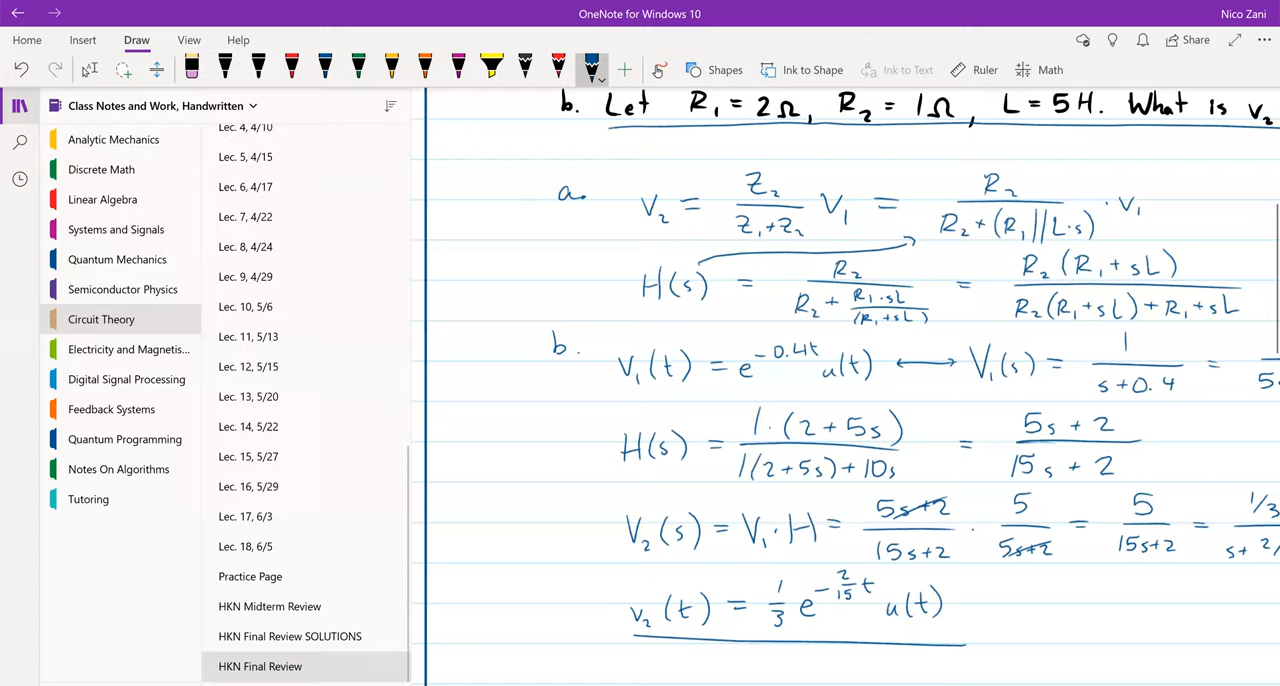 OneNote for Windows 10
Nico Zani
Home Insert Draw View Help
Share
Shapes Ink to Shape Ink to Text Ruler Math
Class Notes and Work, Handwritten
Analytic Mechanics
Discrete Math
Linear Algebra
Systems and Signals
Quantum Mechanics
Semiconductor Physics
Circuit Theory
Electricity and Magnetis...
Digital Signal Processing
Feedback Systems
Quantum Programming
Notes On Algorithms
Tutoring
Lec. 4, 4/10
Lec. 5, 4/15
Lec. 6, 4/17
Lec. 7, 4/22
Lec. 8, 4/24
Lec. 9, 4/29
Lec. 10, 5/6
Lec. 11, 5/13
Lec. 12, 5/15
Lec. 13, 5/20
Lec. 14, 5/22
Lec. 15, 5/27
Lec. 16, 5/29
Lec. 17, 6/3
Lec. 18, 6/5
Practice Page
HKN Midterm Review
HKN Final Review SOLUTIONS
HKN Final Review
b. Let R₁ = 2Ω, R₂ = 1Ω, L = 5H. What is v₂
a. V₂ = Z₂/(Z₁+Z₂) V₁ = R₂/(R₂+(R₁||L·s)) · V₁
H(s) = R₂/(R₂ + R₁·sL/(R₁+sL)) = R₂(R₁+sL)/(R₂(R₁+sL)+R₁+sL
b. V₁(t) = e^(-0.4t) u(t) ⟷ V₁(s) = 1/(s+0.4) = /5s
H(s) = 1·(2+5s)/(1(2+5s)+10s) = (5s+2)/(15s+2)
V₂(s) = V₁·H = (5s+2)/(15s+2) · 5/(5s+2) = 5/(15s+2) = 1/3/(s+2/
v₂(t) = 1/3 e^(-2/15 t) u(t)